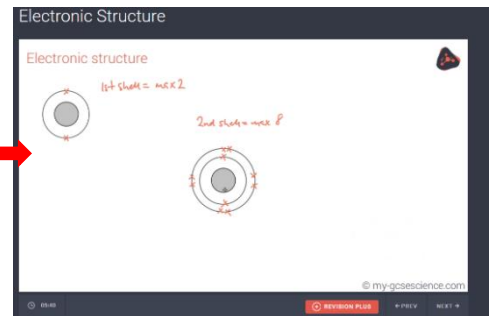 Electronic Structure
Electronic structure
1st shell = max 2
2nd shell = max 8
© my-gcsescience.com
REVISION PLUS
← PREV
NEXT →